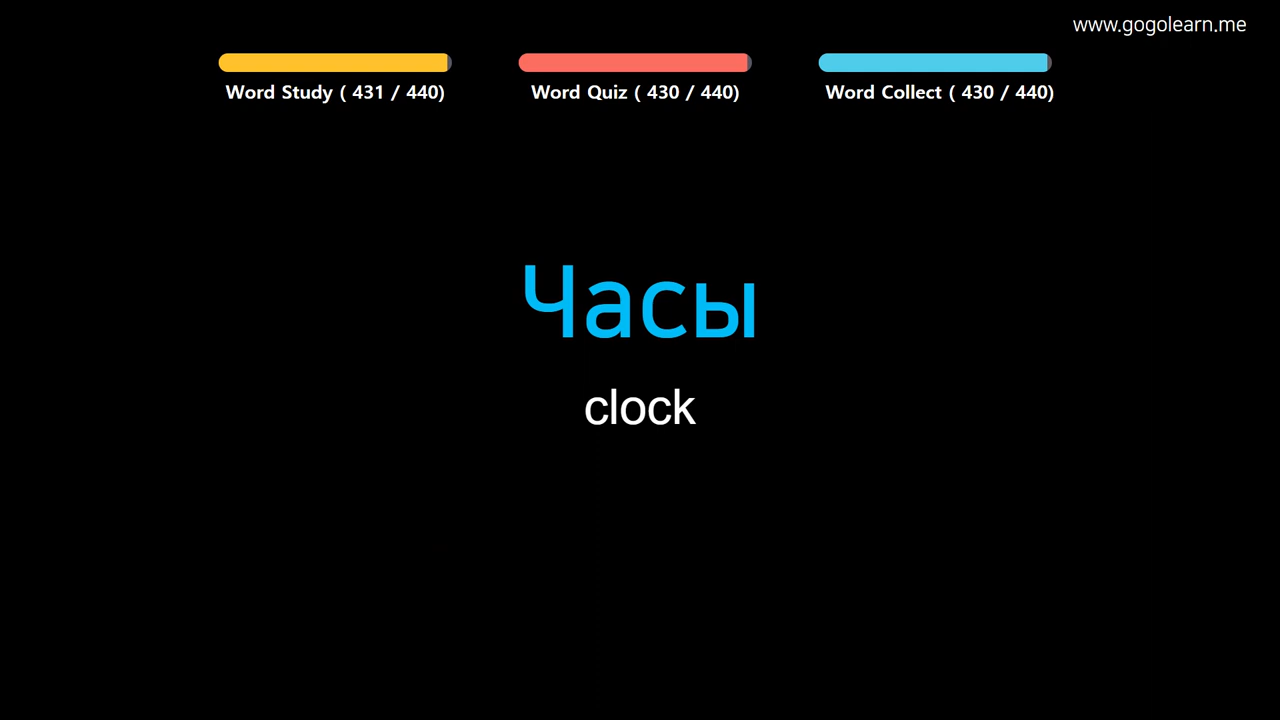 www.gogolearn.me
Word Study ( 431 / 440)
Word Quiz ( 430 / 440)
Word Collect ( 430 / 440)
Часы
clock